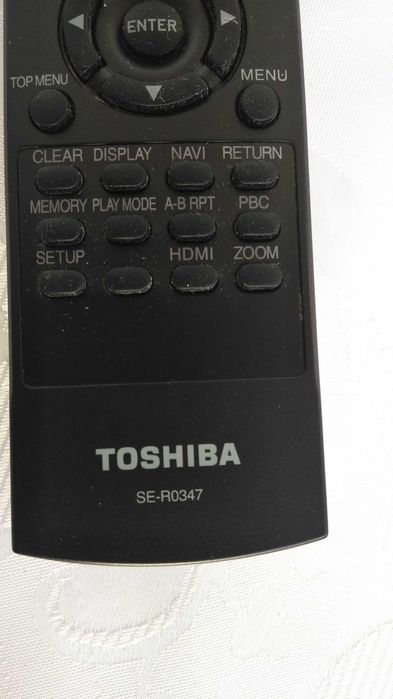 ENTER
TOP MENU MENU
CLEAR DISPLAY NAVI RETURN
MEMORY PLAY MODE A-B RPT PBC
SETUP HDMI ZOOM
TOSHIBA
SE-R0347